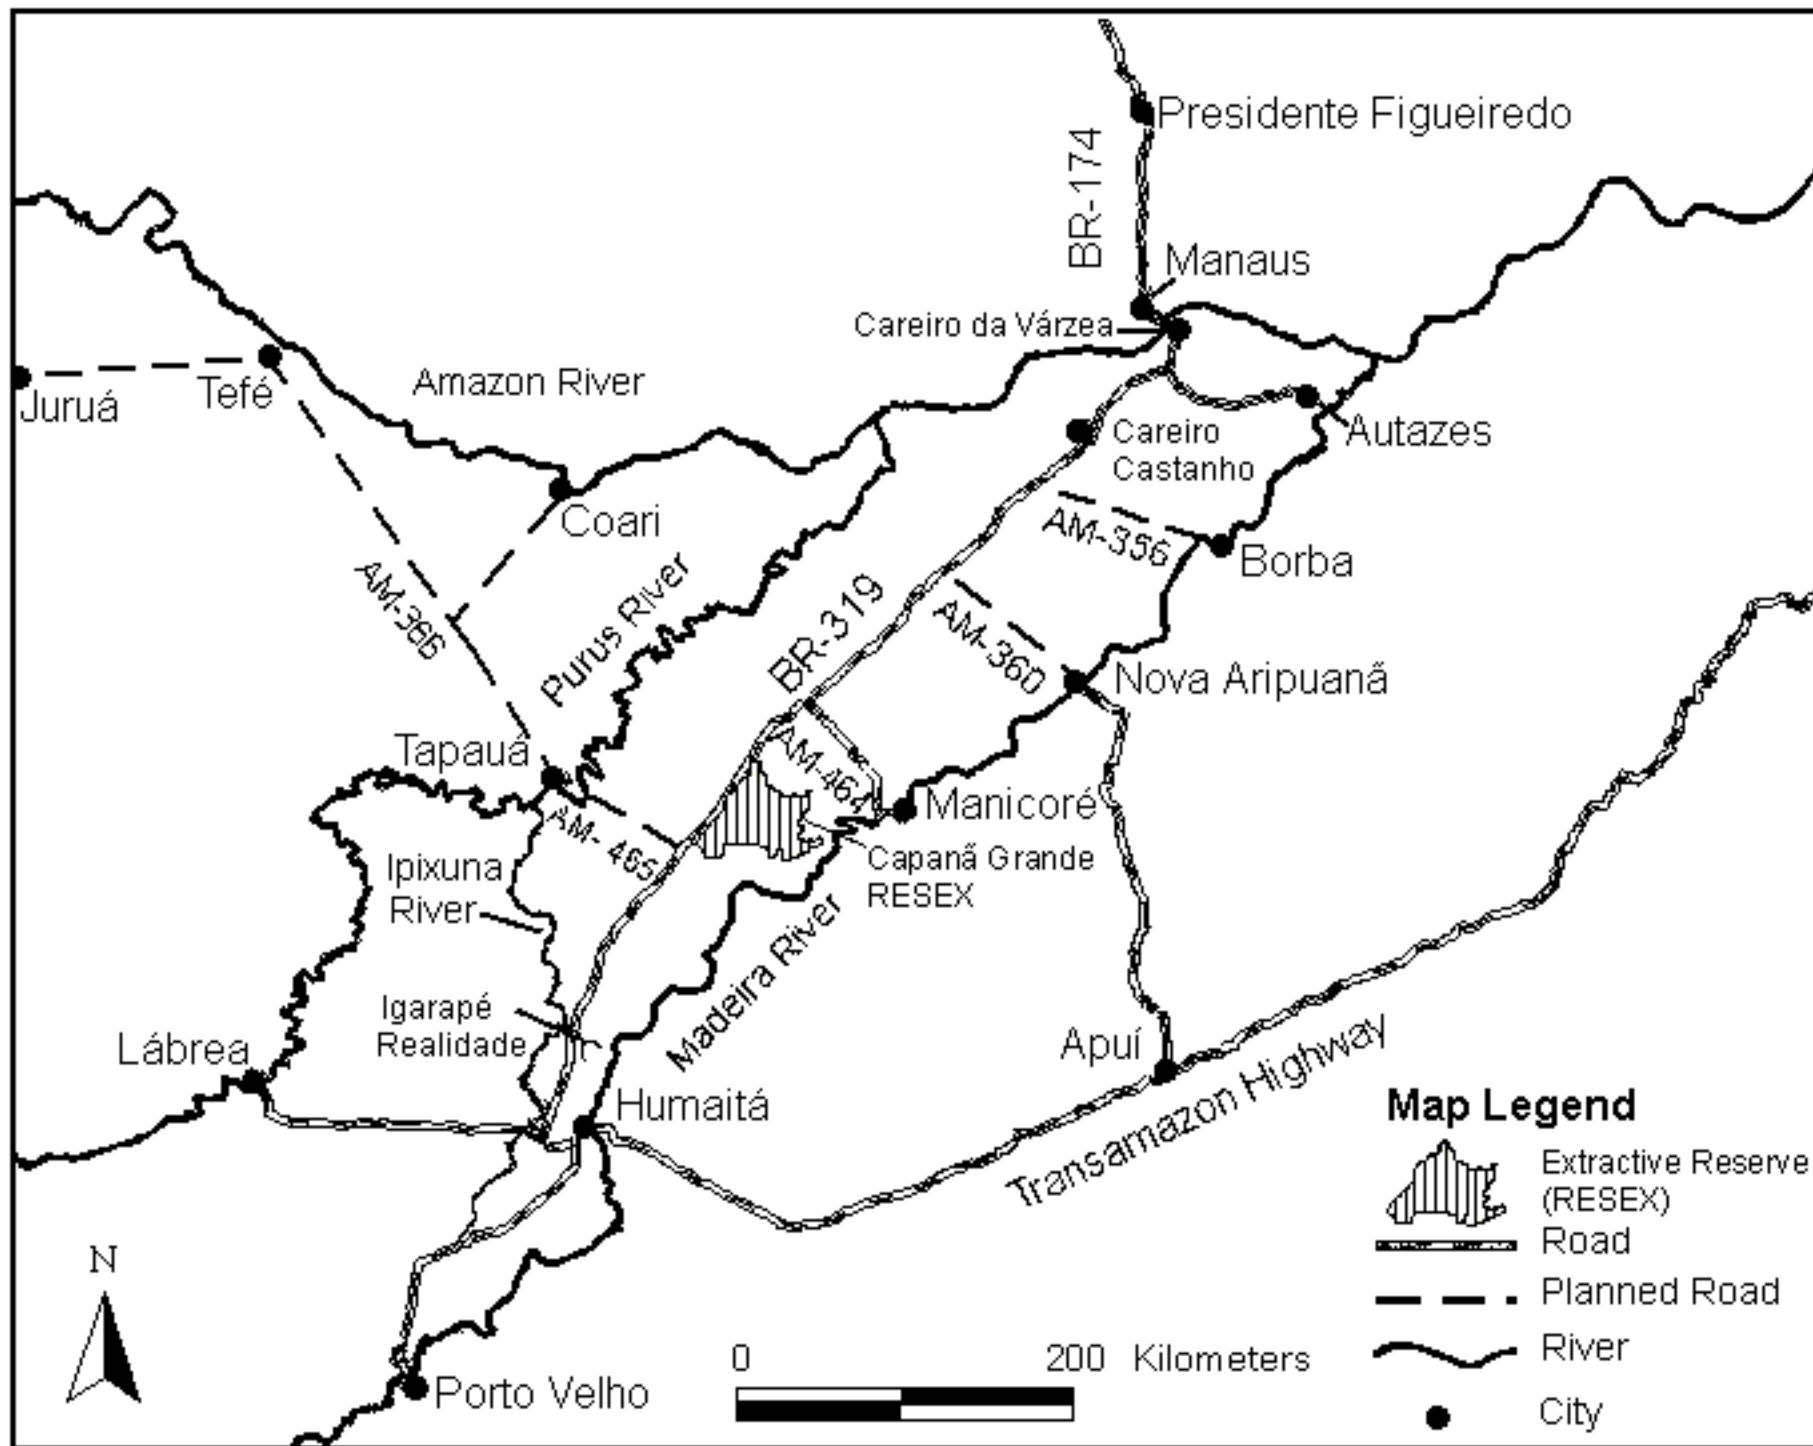 Presidente Figueiredo
BR-174
Manaus
Careiro da Várzea
Amazon River
Juruá
Tefé
Autazes
Careiro
Castanho
Coari
AM-356
Borba
AM-366
Purus River
BR-319
AM-360
Nova Aripuanã
Tapauá
AM-464
Manicoré
AM-465
Capanã Grande
RESEX
Ipixuna
River
Madeira River
Igarapé
Realidade
Lábrea
Apuí
Humaitá
Transamazon Highway
Map Legend
Extractive Reserve
(RESEX)
Road
Planned Road
River
City
N
0
200
Kilometers
Porto Velho